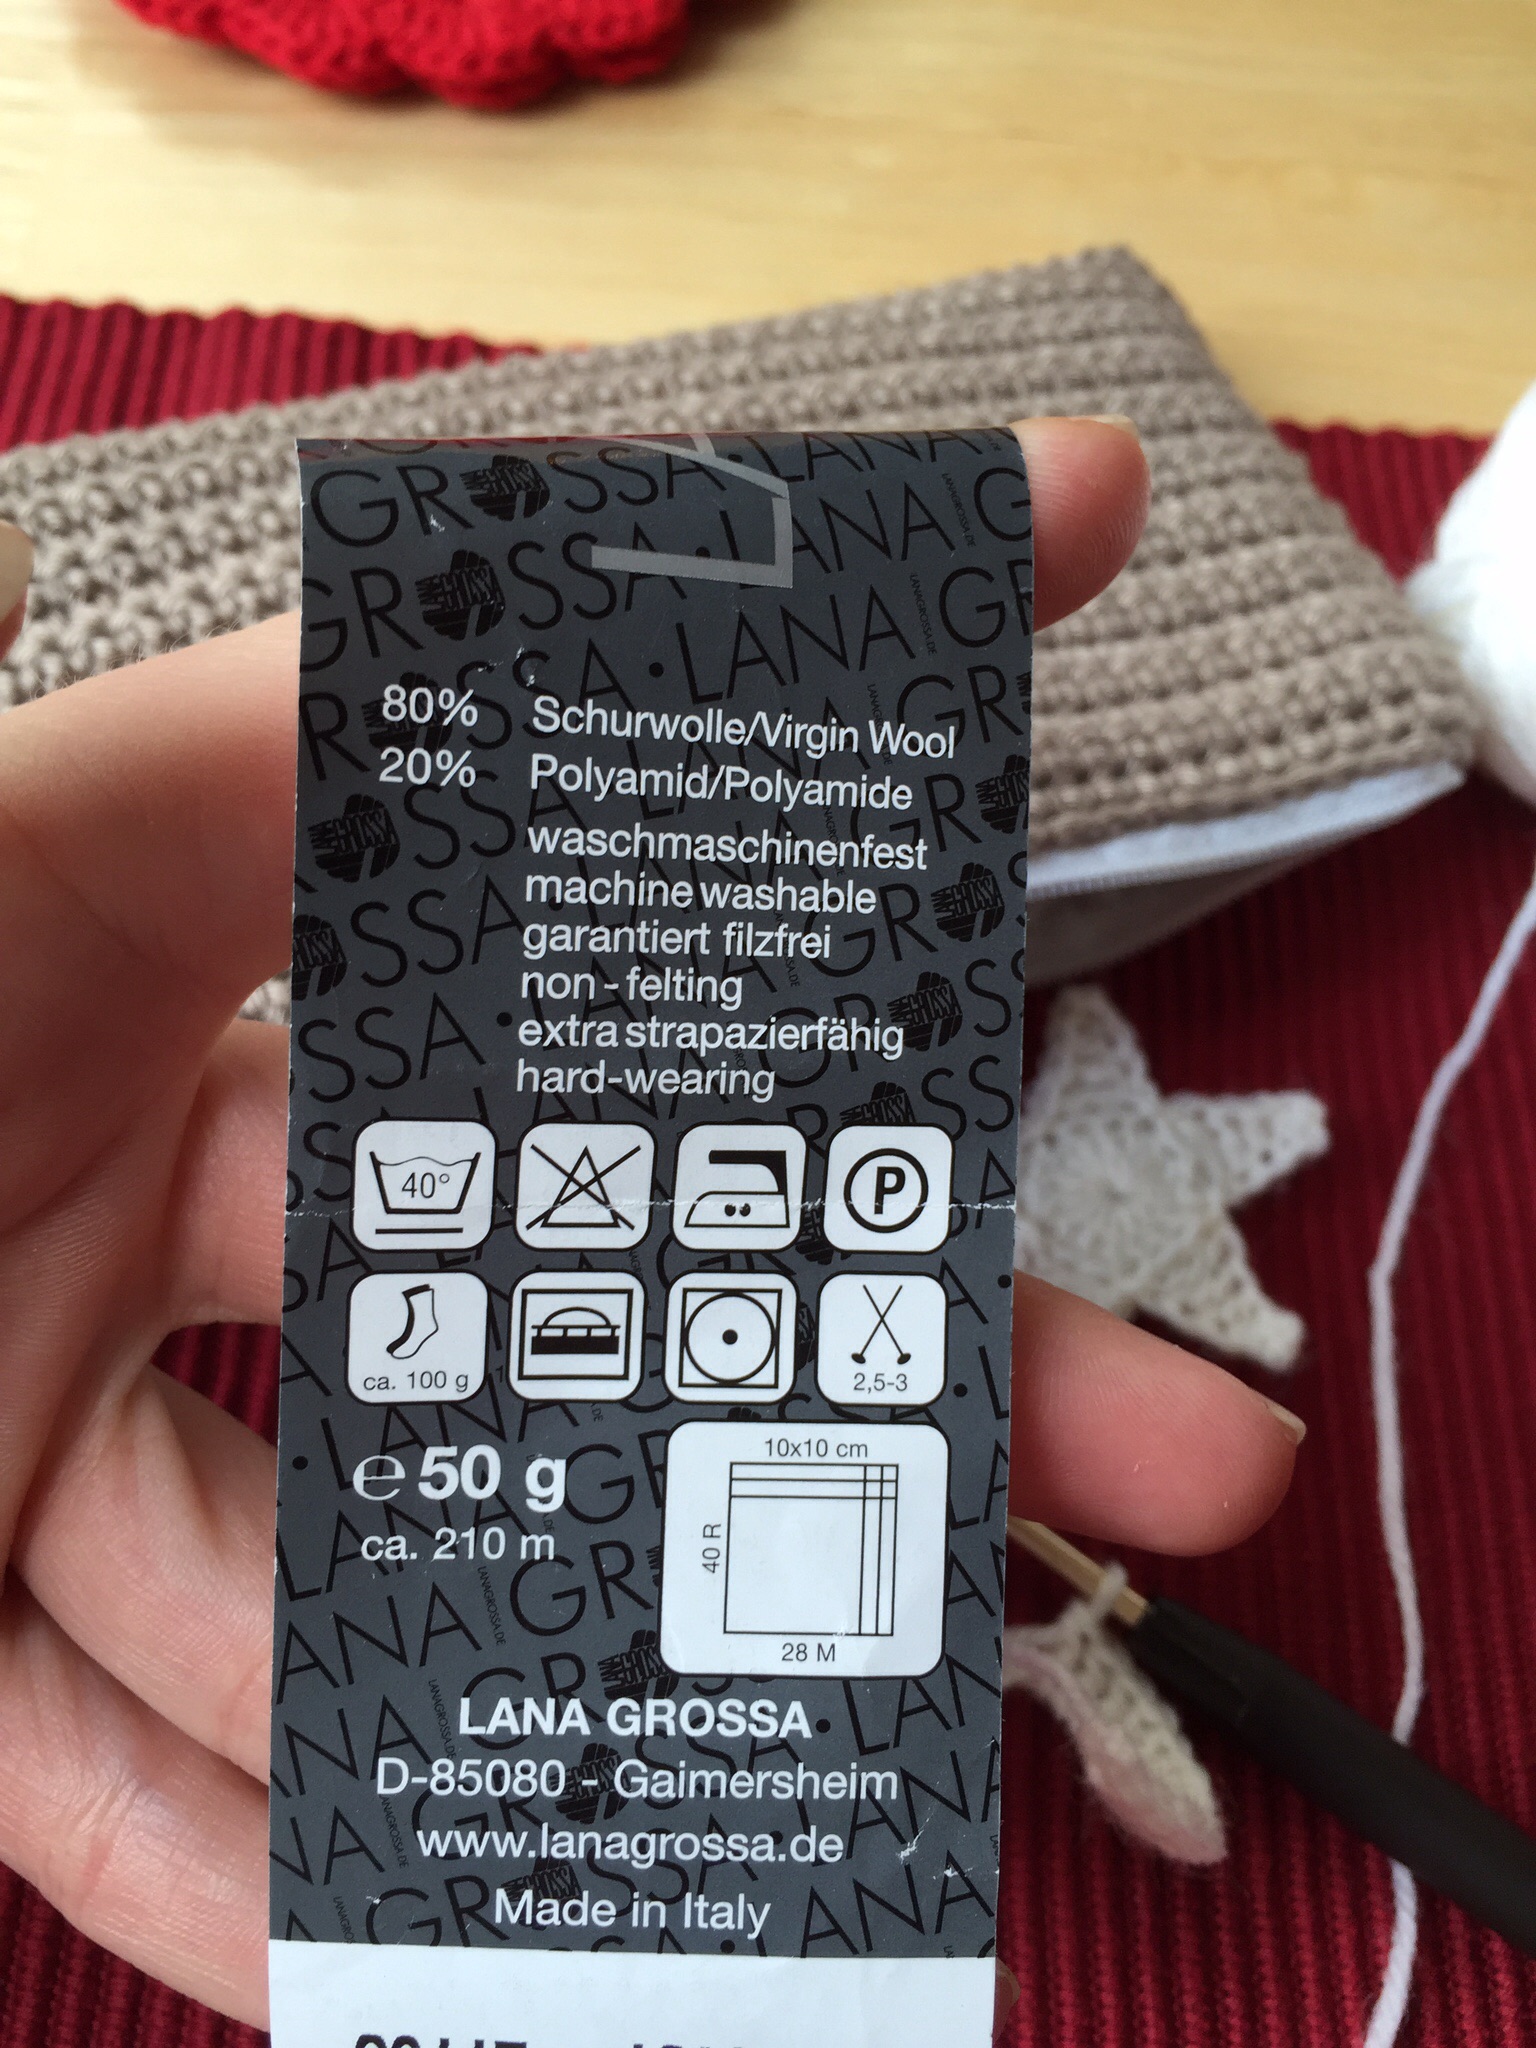 80% Schurwolle/Virgin Wool
20% Polyamid/Polyamide
waschmaschinenfest
machine washable
garantiert filzfrei
non-felting
extra strapazierfähig
hard-wearing
40°
P
ca. 100 g
2,5-3
℮ 50 g
ca. 210 m
10x10 cm
40 R
28 M
LANA GROSSA
D-85080 - Gaimersheim
www.lanagrossa.de
Made in Italy